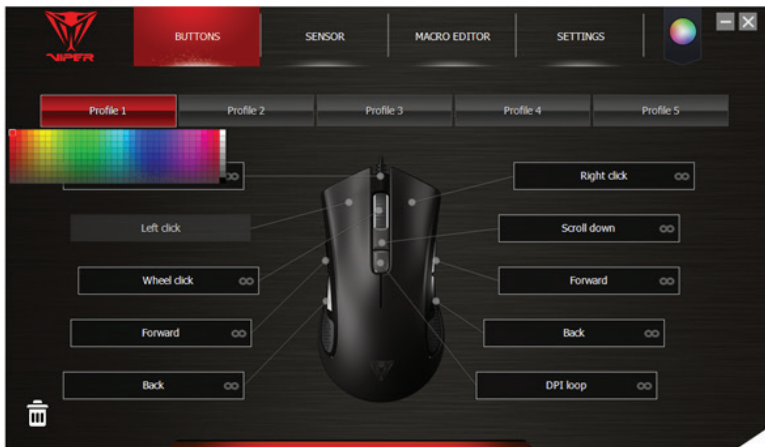 VIPER
BUTTONS
SENSOR
MACRO EDITOR
SETTINGS
Profile 1
Profile 2
Profile 3
Profile 4
Profile 5
Right click
Left click
Scroll down
Wheel click
Forward
Forward
Back
Back
DPI loop